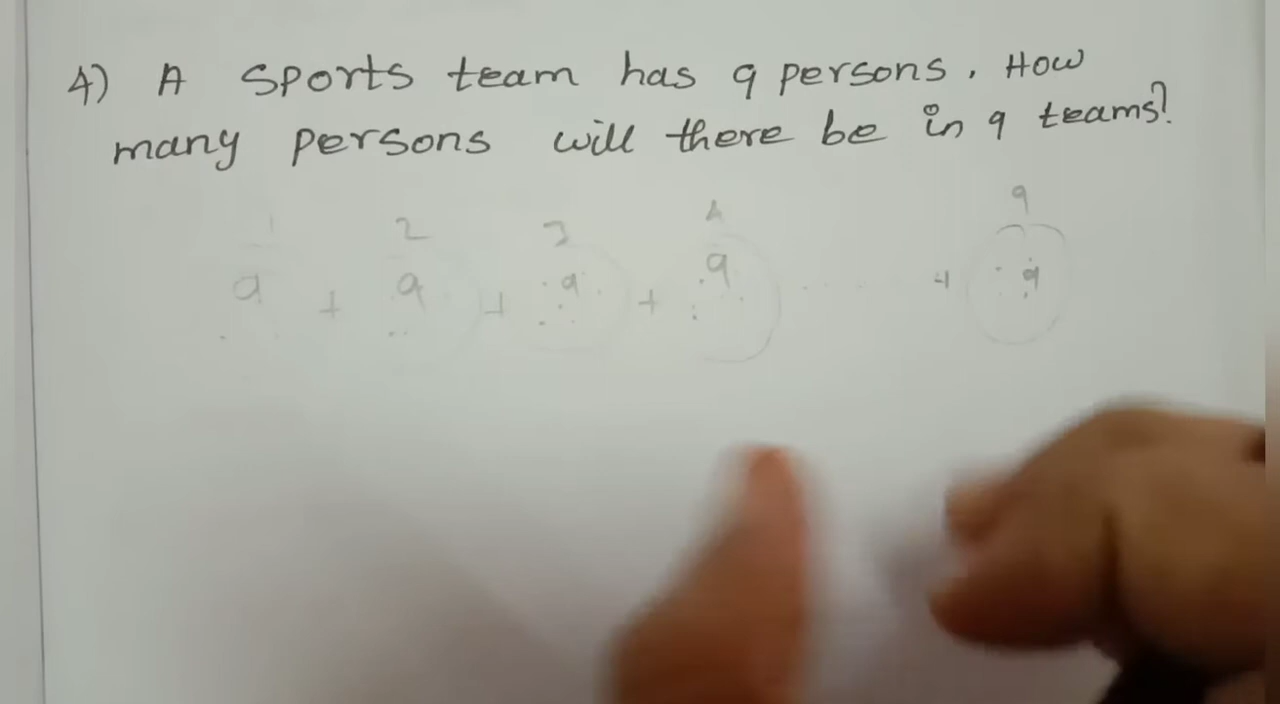 4) A Sports team has 9 persons. How
many persons will there be in 9 teams?
1 2 3 4 9
9 + 9 + 9 + 9 ...... + 9